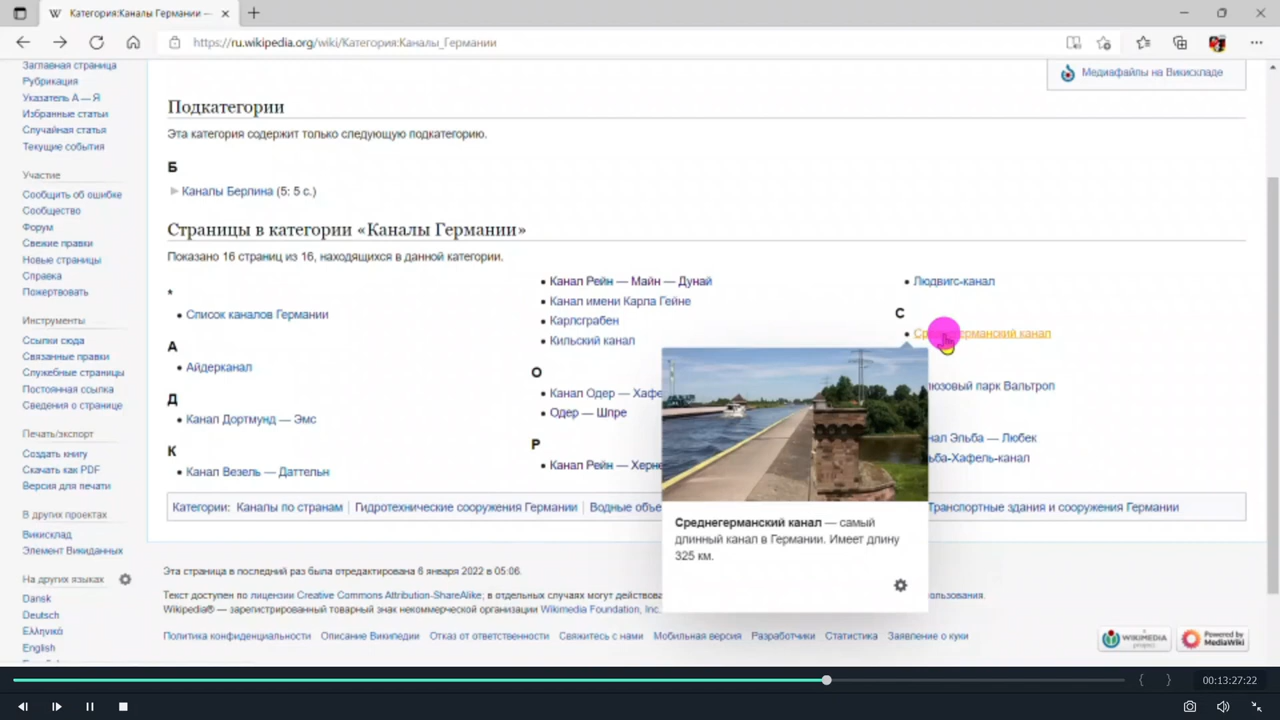 Категория:Каналы Германии —
https://ru.wikipedia.org/wiki/Категория:Каналы_Германии
Заглавная страница
Рубрикация
Указатель А — Я
Избранные статьи
Случайная статья
Текущие события
Участие
Сообщить об ошибке
Сообщество
Форум
Свежие правки
Новые страницы
Справка
Пожертвовать
Инструменты
Ссылки сюда
Связанные правки
Служебные страницы
Постоянная ссылка
Сведения о странице
Печать/экспорт
Создать книгу
Скачать как PDF
Версия для печати
В других проектах
Викисклад
Элемент Викиданных
На других языках
Dansk
Deutsch
Ελληνικά
English
Медиафайлы на Викискладе
Подкатегории
Эта категория содержит только следующую подкатегорию.
Б
Каналы Берлина (5: 5 с.)
Страницы в категории «Каналы Германии»
Показано 16 страниц из 16, находящихся в данной категории.
*
Список каналов Германии
А
Айдерканал
Д
Канал Дортмунд — Эмс
К
Канал Везель — Даттельн
Канал Рейн — Майн — Дунай
Канал имени Карла Гейне
Карлсграбен
Кильский канал
О
Канал Одер — Хафе
Одер — Шпре
Р
Канал Рейн — Херне
Людвигс-канал
С
Ср германский канал
люзовый парк Вальтроп
нал Эльба — Любек
ьба-Хафель-канал
Среднегерманский канал — самый
длинный канал в Германии. Имеет длину
325 км.
Категории: Каналы по странам | Гидротехнические сооружения Германии | Водные объе Транспортные здания и сооружения Германии
Эта страница в последний раз была отредактирована 6 января 2022 в 05:06.
Текст доступен по лицензии Creative Commons Attribution-ShareAlike; в отдельных случаях могут действова ользования.
Wikipedia® — зарегистрированный товарный знак некоммерческой организации Wikimedia Foundation, Inc.
Политика конфиденциальности Описание Википедии Отказ от ответственности Свяжитесь с нами Мобильная версия Разработчики Статистика Заявление о куки
WIKIMEDIA
project
Powered by
MediaWiki
00:13:27:22